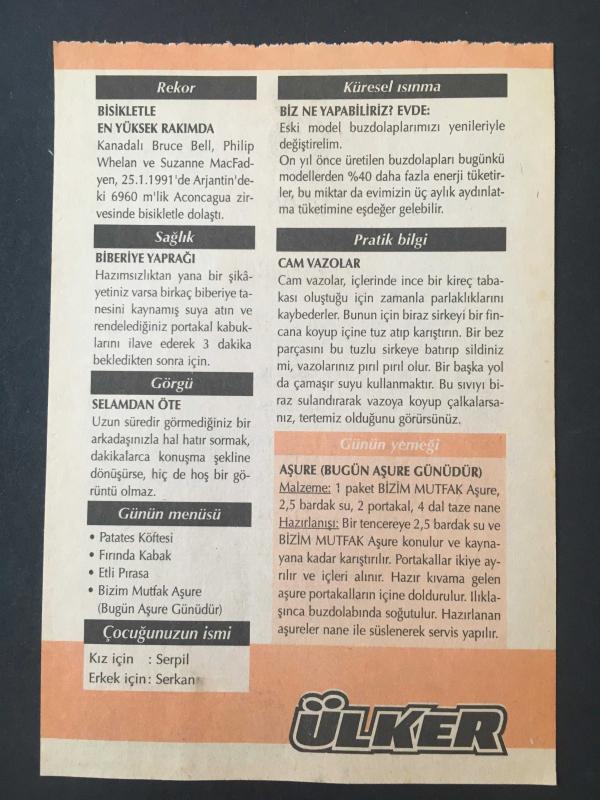 Rekor
BİSİKLETLE
EN YÜKSEK RAKIMDA
Kanadalı Bruce Bell, Philip
Whelan ve Suzanne MacFad-
yen, 25.1.1991'de Arjantin'de-
ki 6960 m'lik Aconcagua zir-
vesinde bisikletle dolaştı.
Sağlık
BİBERİYE YAPRAĞI
Hazımsızlıktan yana bir şikâ-
yetiniz varsa birkaç biberiye ta-
nesini kaynamış suya atın ve
rendelediğiniz portakal kabuk-
larını ilave ederek 3 dakika
bekledikten sonra için.
Görgü
SELAMDAN ÖTE
Uzun süredir görmediğiniz bir
arkadaşınızla hal hatır sormak,
dakikalarca konuşma şekline
dönüşürse, hiç de hoş bir gö-
rüntü olmaz.
Günün menüsü
• Patates Köftesi
• Fırında Kabak
• Etli Pırasa
• Bizim Mutfak Aşure
(Bugün Aşure Günüdür)
Çocuğunuzun ismi
Kız için : Serpil
Erkek için : Serkan
Küresel ısınma
BİZ NE YAPABİLİRİZ? EVDE:
Eski model buzdolaplarımızı yenileriyle
değiştirelim.
On yıl önce üretilen buzdolapları bugünkü
modellerden %40 daha fazla enerji tüketir-
ler, bu miktar da evimizin üç aylık aydınlat-
ma tüketimine eşdeğer gelebilir.
Pratik bilgi
CAM VAZOLAR
Cam vazolar, içlerinde ince bir kireç taba-
kası oluştuğu için zamanla parlaklıklarını
kaybederler. Bunun için biraz sirkeyi bir fin-
cana koyup içine tuz atıp karıştırın. Bir bez
parçasını bu tuzlu sirkeye batırıp sildiniz
mi, vazolarınız pırıl pırıl olur. Bir başka yol
da çamaşır suyu kullanmaktır. Bu sıvıyı bi-
raz sulandırarak vazoya koyup çalkalarsa-
nız, tertemiz olduğunu görürsünüz.
Günün yemeği
AŞURE (BUGÜN AŞURE GÜNÜDÜR)
Malzeme: 1 paket BİZİM MUTFAK Aşure,
2,5 bardak su, 2 portakal, 4 dal taze nane
Hazırlanışı: Bir tencereye 2,5 bardak su ve
BİZİM MUTFAK Aşure konulur ve kayna-
yana kadar karıştırılır. Portakallar ikiye ay-
rılır ve içleri alınır. Hazır kıvama gelen
aşure portakalların içine doldurulur. Ilıkla-
şınca buzdolabında soğutulur. Hazırlanan
aşureler nane ile süslenerek servis yapılır.
ÜLKER